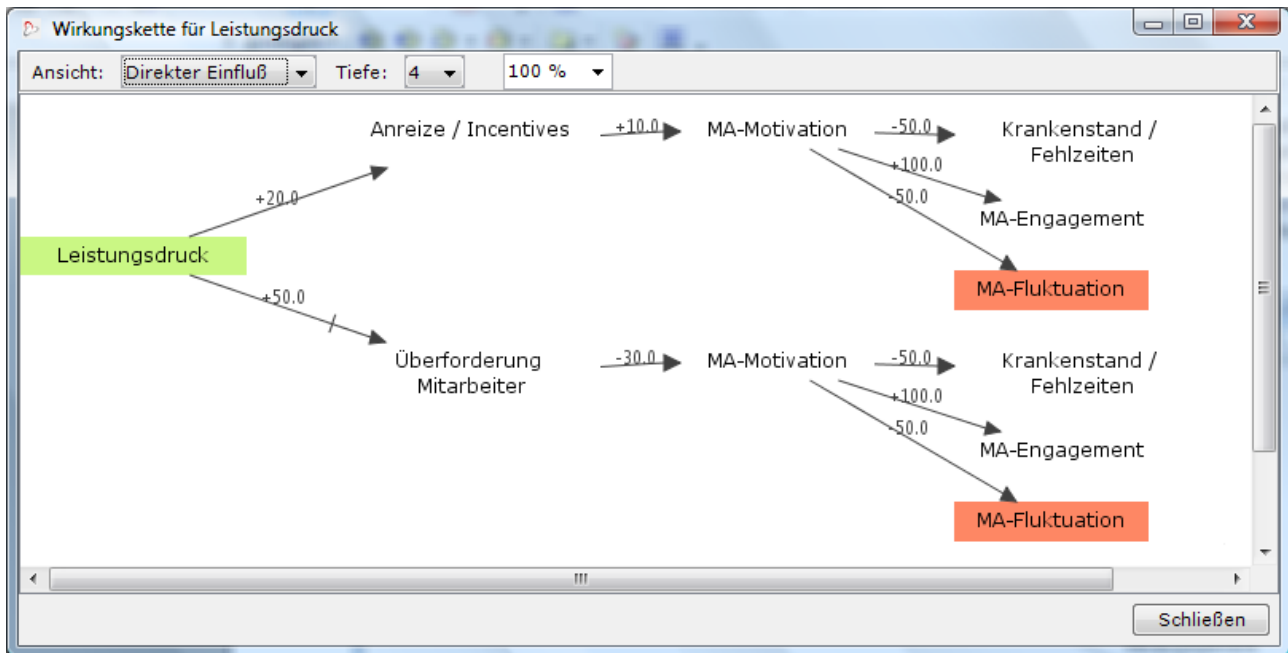 Wirkungskette für Leistungsdruck
Ansicht: Direkter Einfluß Tiefe: 4 100 %
Anreize / Incentives +10.0 MA-Motivation -50.0 Krankenstand /
Fehlzeiten
+100.0
-50.0
+20.0
MA-Engagement
Leistungsdruck
MA-Fluktuation
+50.0
Überforderung
Mitarbeiter
-30.0 MA-Motivation -50.0 Krankenstand /
Fehlzeiten
+100.0
-50.0
MA-Engagement
MA-Fluktuation
Schließen